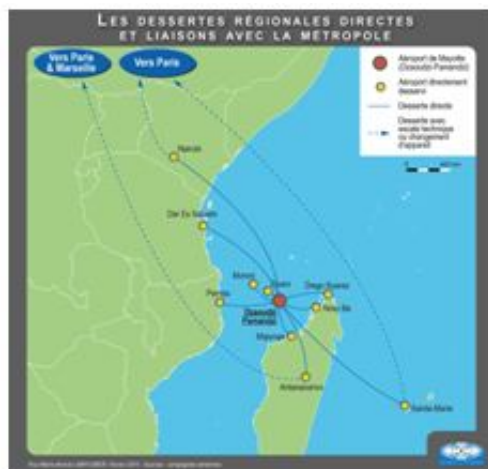 LES DESSERTES RÉGIONALES DIRECTES
ET LIAISONS AVEC LA MÉTROPOLE
Vers Paris
& Marseille
Vers Paris
Aéroport de Mayotte
(Dzaoudzi-Pamandzi)
Aéroport directement
desservi
Desserte directe
Desserte avec
escale technique
ou changement
d'appareil
Nairobi
Dar Es Salaam
Moroni
Diego Suarez
Pemba
Nosy Be
Dzaoudzi
Pamandzi
Majunga
Antananarivo
Sainte Marie